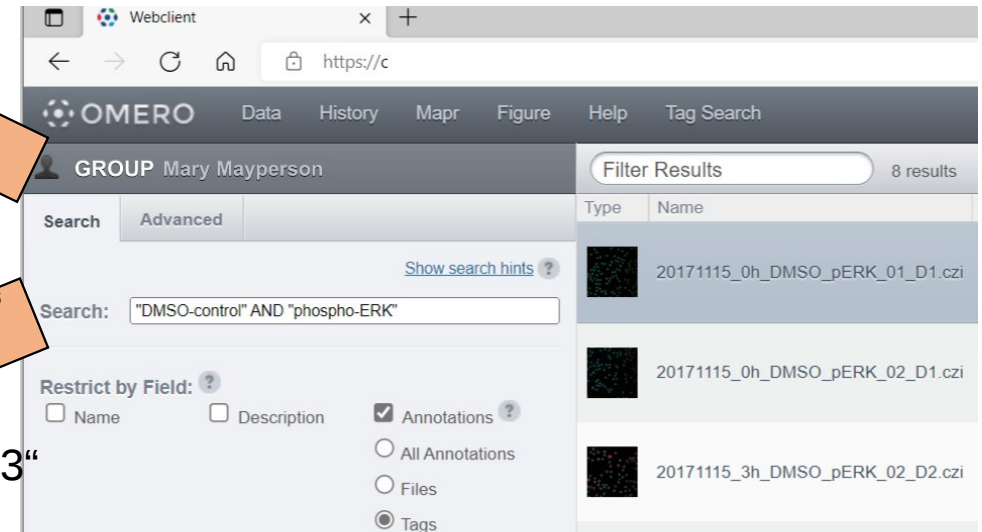 Webclient
https://c
OMERO Data History Mapr Figure Help Tag Search
GROUP Mary Mayperson
Filter Results 8 results
Search Advanced
Type Name
Show search hints ?
20171115_0h_DMSO_pERK_01_D1.czi
Search: "DMSO-control" AND "phospho-ERK"
20171115_0h_DMSO_pERK_02_D1.czi
Restrict by Field: ?
Name Description Annotations ?
3“
All Annotations
Files
20171115_3h_DMSO_pERK_02_D2.czi
Tags